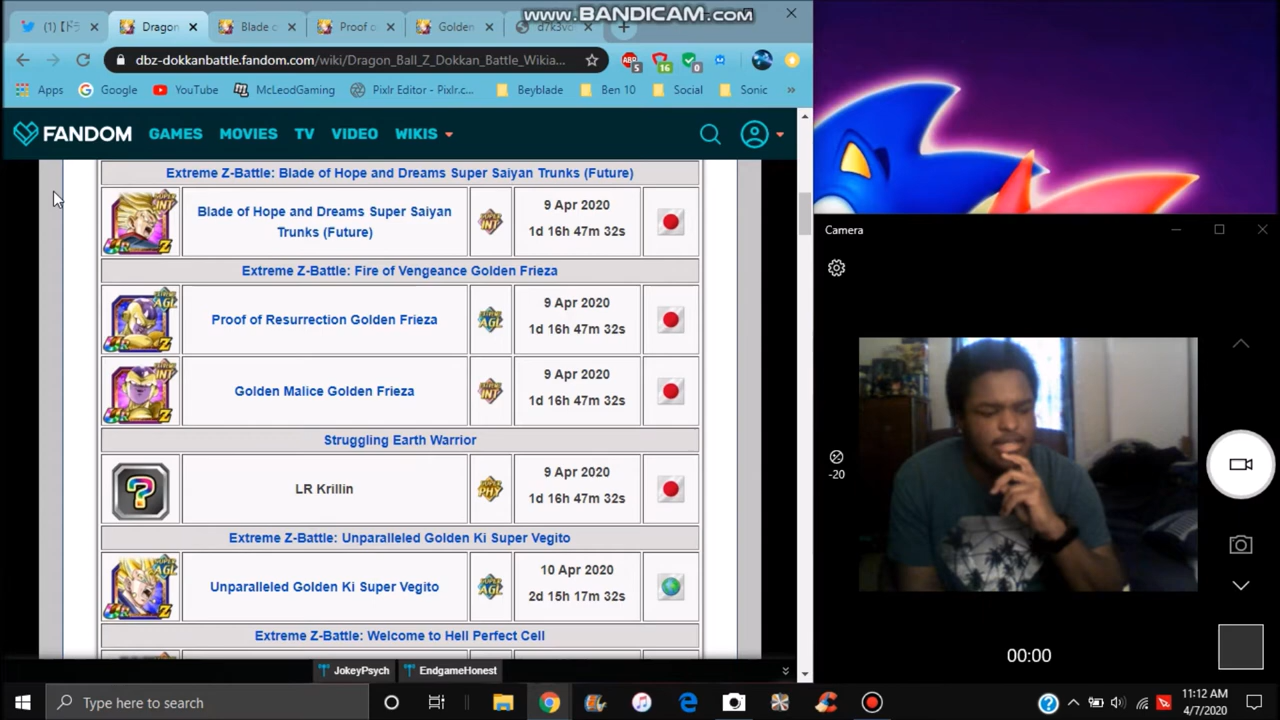 www.BANDICAM.com
(1)【ド
Dragon
Blade c
Proof o
Golden
d7k3vd
dbz-dokkanbattle.fandom.com/wiki/Dragon_Ball_Z_Dokkan_Battle_Wikia...
5
16
0
Apps
Google
YouTube
McLeodGaming
Pixlr Editor - Pixlr.c...
Beyblade
Ben 10
Social
Sonic
»
FANDOM
GAMES
MOVIES
TV
VIDEO
WIKIS
Extreme Z-Battle: Blade of Hope and Dreams Super Saiyan Trunks (Future)
Blade of Hope and Dreams Super Saiyan
Trunks (Future)
9 Apr 2020
1d 16h 47m 32s
Extreme Z-Battle: Fire of Vengeance Golden Frieza
Proof of Resurrection Golden Frieza
9 Apr 2020
1d 16h 47m 32s
Golden Malice Golden Frieza
9 Apr 2020
1d 16h 47m 32s
Struggling Earth Warrior
LR Krillin
9 Apr 2020
1d 16h 47m 32s
Extreme Z-Battle: Unparalleled Golden Ki Super Vegito
Unparalleled Golden Ki Super Vegito
10 Apr 2020
2d 15h 17m 32s
Extreme Z-Battle: Welcome to Hell Perfect Cell
JokeyPsych
EndgameHonest
Camera
-20
00:00
Type here to search
11:12 AM
4/7/2020